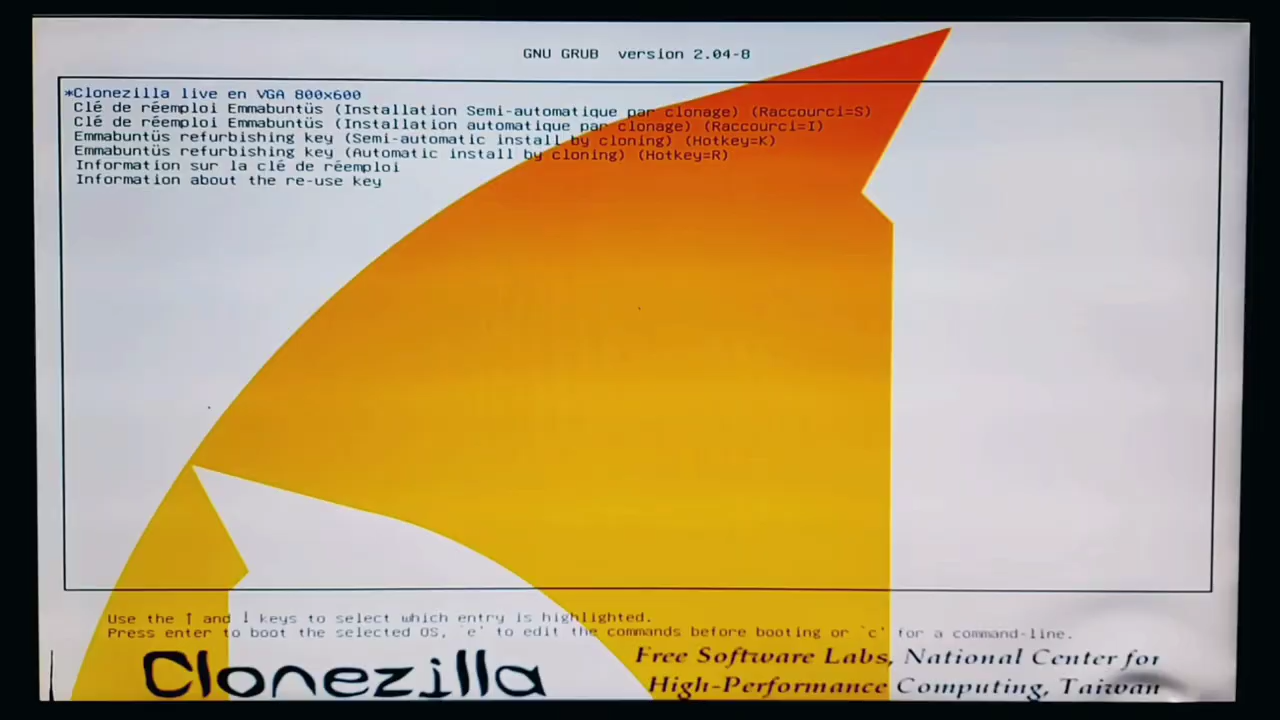 GNU GRUB version 2.04-8
*Clonezilla live en VGA 800x600
Clé de réemploi Emmabuntüs (Installation Semi-automatique par clonage) (Raccourci=S)
Clé de réemploi Emmabuntüs (Installation automatique par clonage) (Raccourci=I)
Emmabuntüs refurbishing key (Semi-automatic install by cloning) (Hotkey=K)
Emmabuntüs refurbishing key (Automatic install by cloning) (Hotkey=R)
Information sur la clé de réemploi
Information about the re-use key
Use the ↑ and ↓ keys to select which entry is highlighted.
Press enter to boot the selected OS, `e' to edit the commands before booting or `c' for a command-line.
Clonezilla
Free Software Labs, National Center for
High-Performance Computing, Taiwan